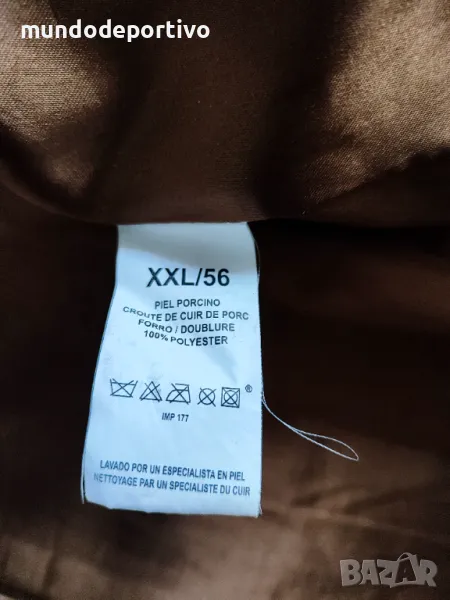 mundodeportivo
XXL/56
PIEL PORCINO
CROUTE DE CUIR DE PORC
FORRO / DOUBLURE
100% POLYESTER
®
IMP 177
LAVADO POR UN ESPECIALISTA EN PIEL
NETTOYAGE PAR UN SPECIALISTE DU CUIR
BAZAR